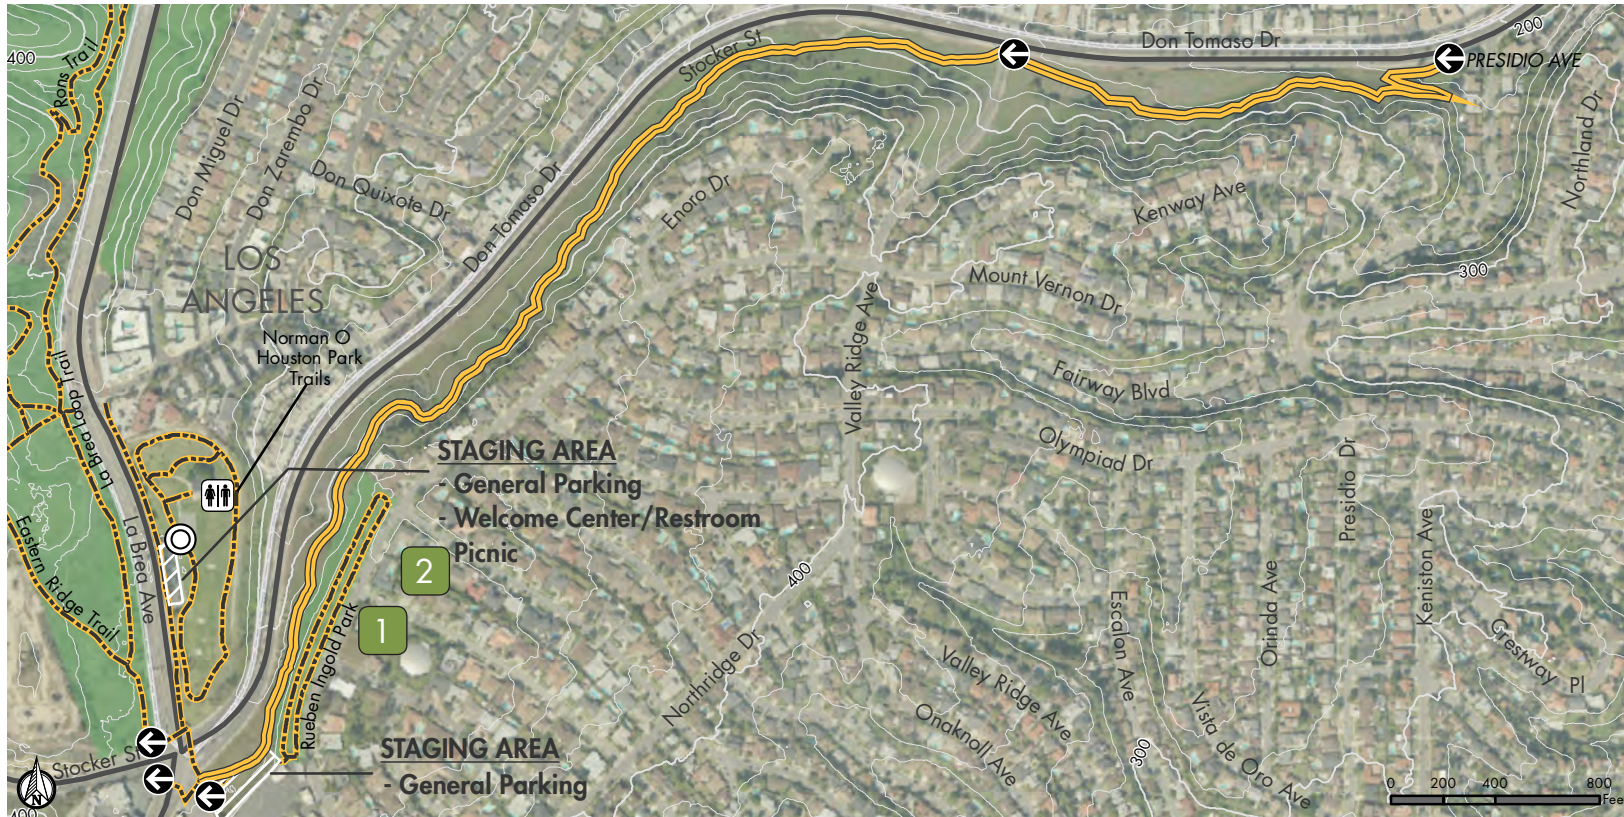 400
Rons Trail
Don Miguel Dr
Don Zarembo Dr
Don Quixote Dr
Stocker St
Don Tomaso Dr
Don Tomaso Dr
200
PRESIDIO AVE
Northland Dr
Enoro Dr
Kenway Ave
LOS
ANGELES
Mount Vernon Dr
300
Norman O
Houston Park
Trails
La Brea Loop Trail
Valley Ridge Ave
Fairway Blvd
Olympiad Dr
Presidio Dr
STAGING AREA
- General Parking
- Welcome Center/Restroom
- Picnic
2
1
Eastern Ridge Trail
La Brea Ave
Rueben Ingold Park
400
Northridge Dr
Valley Ridge Ave
Onaknoll Ave
Escalon Ave
Orinda Ave
Keniston Ave
Crestway Pl
Vista de Oro Ave
300
Stocker St
STAGING AREA
- General Parking
N
400
0 200 400 800
Fee